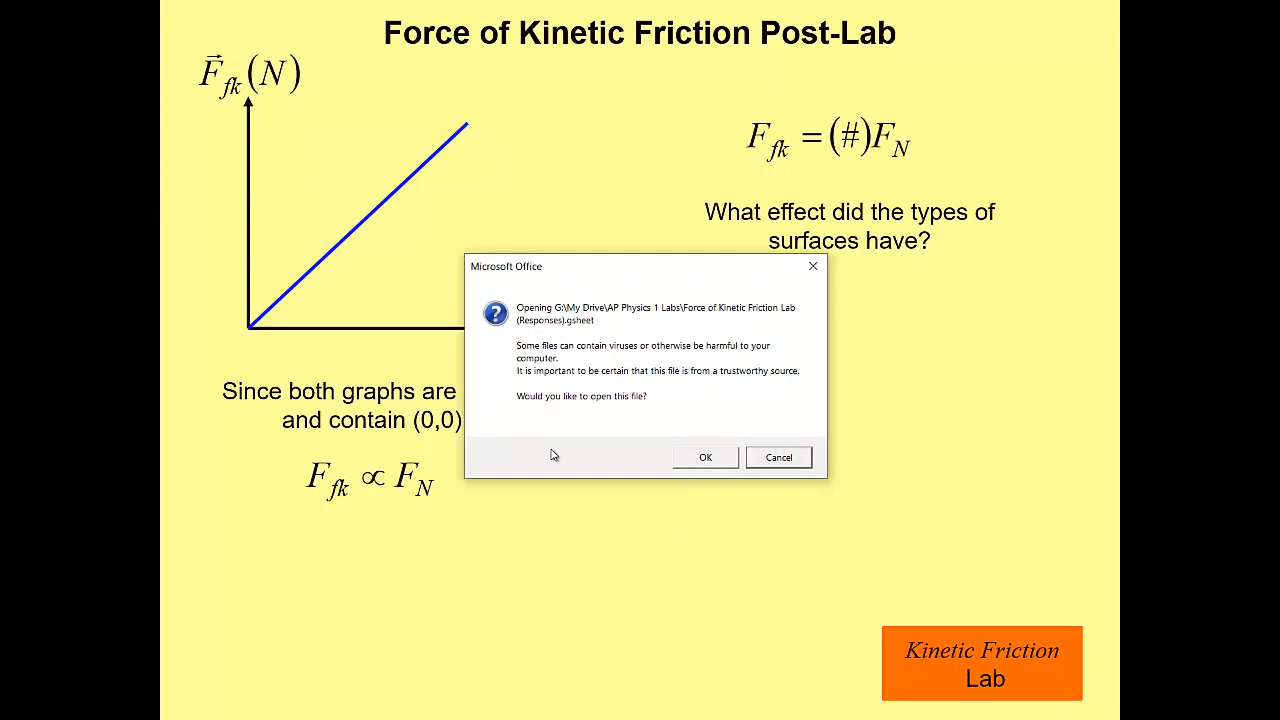 Force of Kinetic Friction Post-Lab
F⃗fk(N)
Ffk = (#)FN
What effect did the types of
surfaces have?
Microsoft Office
Opening G:\My Drive\AP Physics 1 Labs\Force of Kinetic Friction Lab
(Responses).gsheet
Some files can contain viruses or otherwise be harmful to your
computer.
It is important to be certain that this file is from a trustworthy source.
Would you like to open this file?
OK
Cancel
Since both graphs are
and contain (0,0)
Ffk ∝ FN
Kinetic Friction
Lab